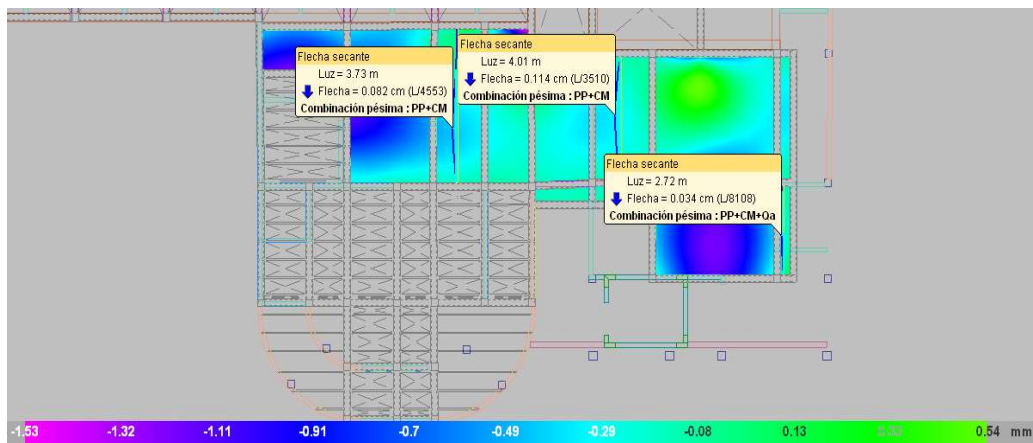 Flecha secante
Luz = 3.73 m
Flecha = 0.082 cm (L/4553)
Combinación pésima : PP+CM
Flecha secante
Luz = 4.01 m
Flecha = 0.114 cm (L/3510)
Combinación pésima : PP+CM
Flecha secante
Luz = 2.72 m
Flecha = 0.034 cm (L/8108)
Combinación pésima : PP+CM+Qa
-1.53 -1.32 -1.11 -0.91 -0.7 -0.49 -0.29 -0.08 0.13 0.33 0.54 mm